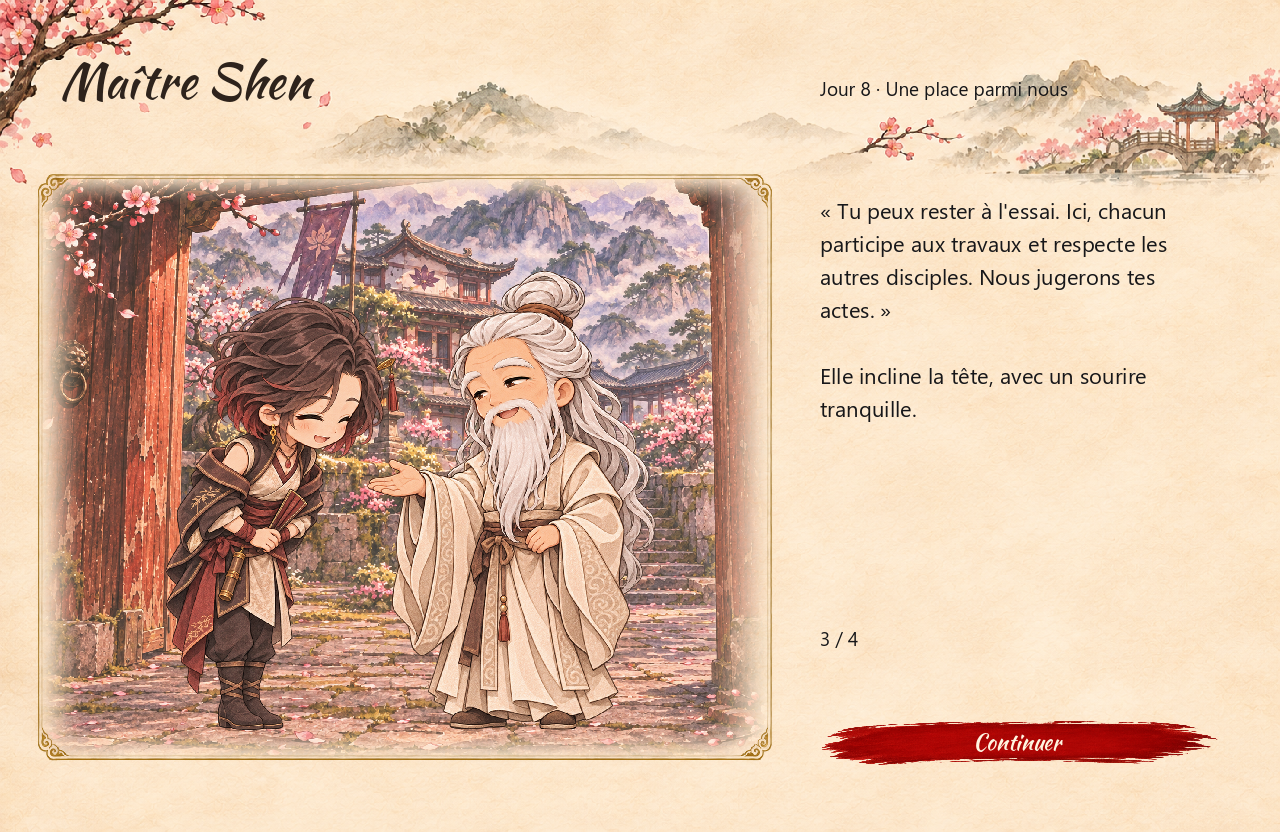 Maître Shen
Jour 8 · Une place parmi nous
« Tu peux rester à l'essai. Ici, chacun
participe aux travaux et respecte les
autres disciples. Nous jugerons tes
actes. »
Elle incline la tête, avec un sourire
tranquille.
3 / 4
Continuer